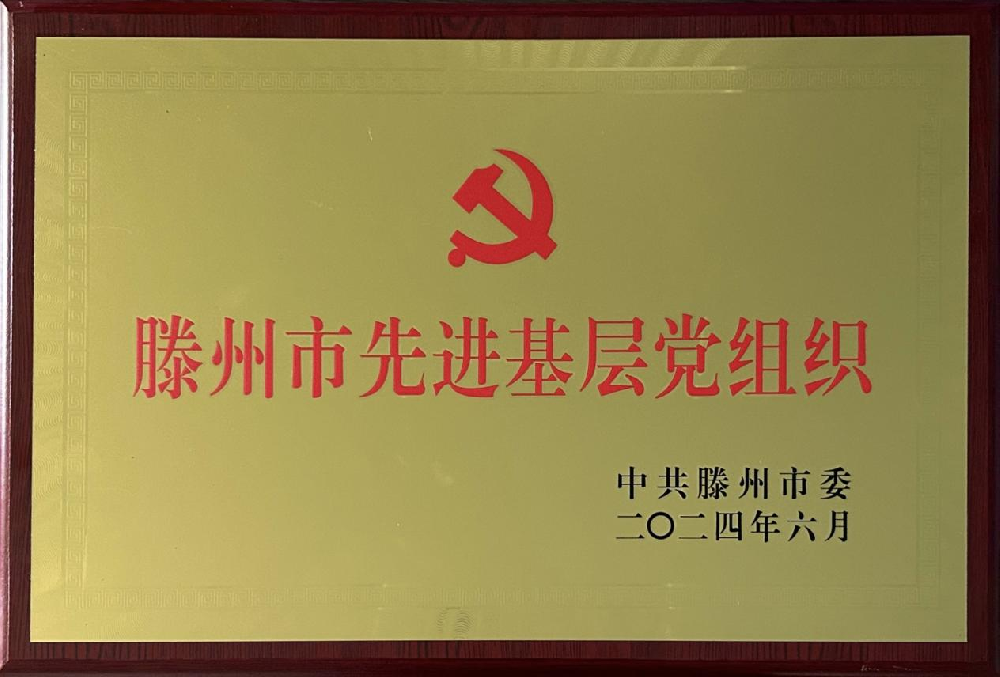 滕州市先进基层党组织
中共滕州市委
二〇二四年六月